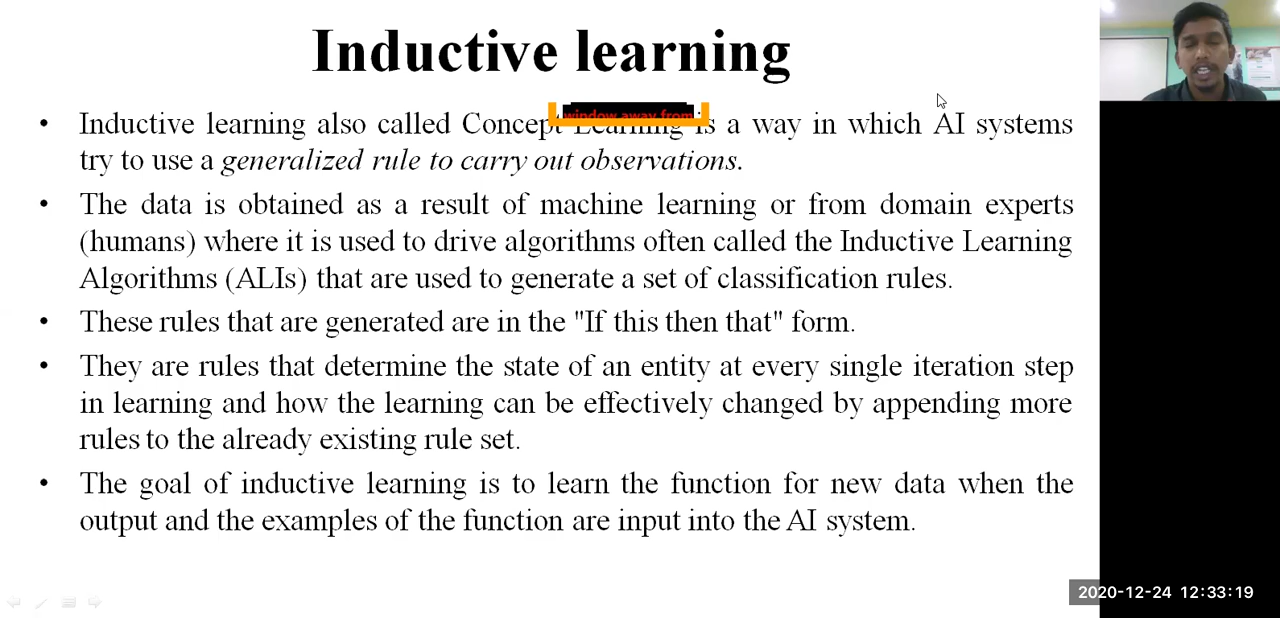 Inductive learning
window away from
• Inductive learning also called Concept Learning is a way in which AI systems
try to use a generalized rule to carry out observations.
• The data is obtained as a result of machine learning or from domain experts
(humans) where it is used to drive algorithms often called the Inductive Learning
Algorithms (ALIs) that are used to generate a set of classification rules.
• These rules that are generated are in the "If this then that" form.
• They are rules that determine the state of an entity at every single iteration step
in learning and how the learning can be effectively changed by appending more
rules to the already existing rule set.
• The goal of inductive learning is to learn the function for new data when the
output and the examples of the function are input into the AI system.
2020-12-24 12:33:19